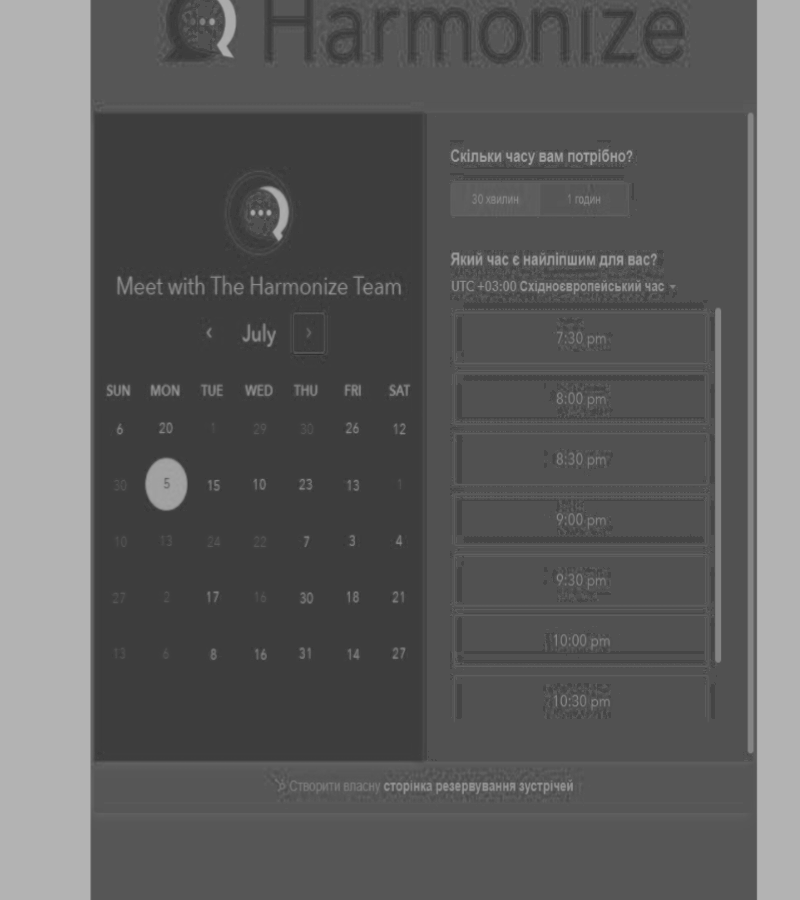 Harmonize
Meet with The Harmonize Team
‹ July ›
SUN MON TUE WED THU FRI SAT
6 20 1 29 30 26 12
30 5 15 10 23 13 1
10 13 24 22 7 3 4
27 2 17 16 30 18 21
13 6 8 16 31 14 27
Скільки часу вам потрібно?
30 хвилин 1 годин
Який час є найліпшим для вас?
UTC +03:00 Східноєвропейський час
7:30 pm
8:00 pm
8:30 pm
9:00 pm
9:30 pm
10:00 pm
10:30 pm
Створити власну сторінка резервування зустрічей